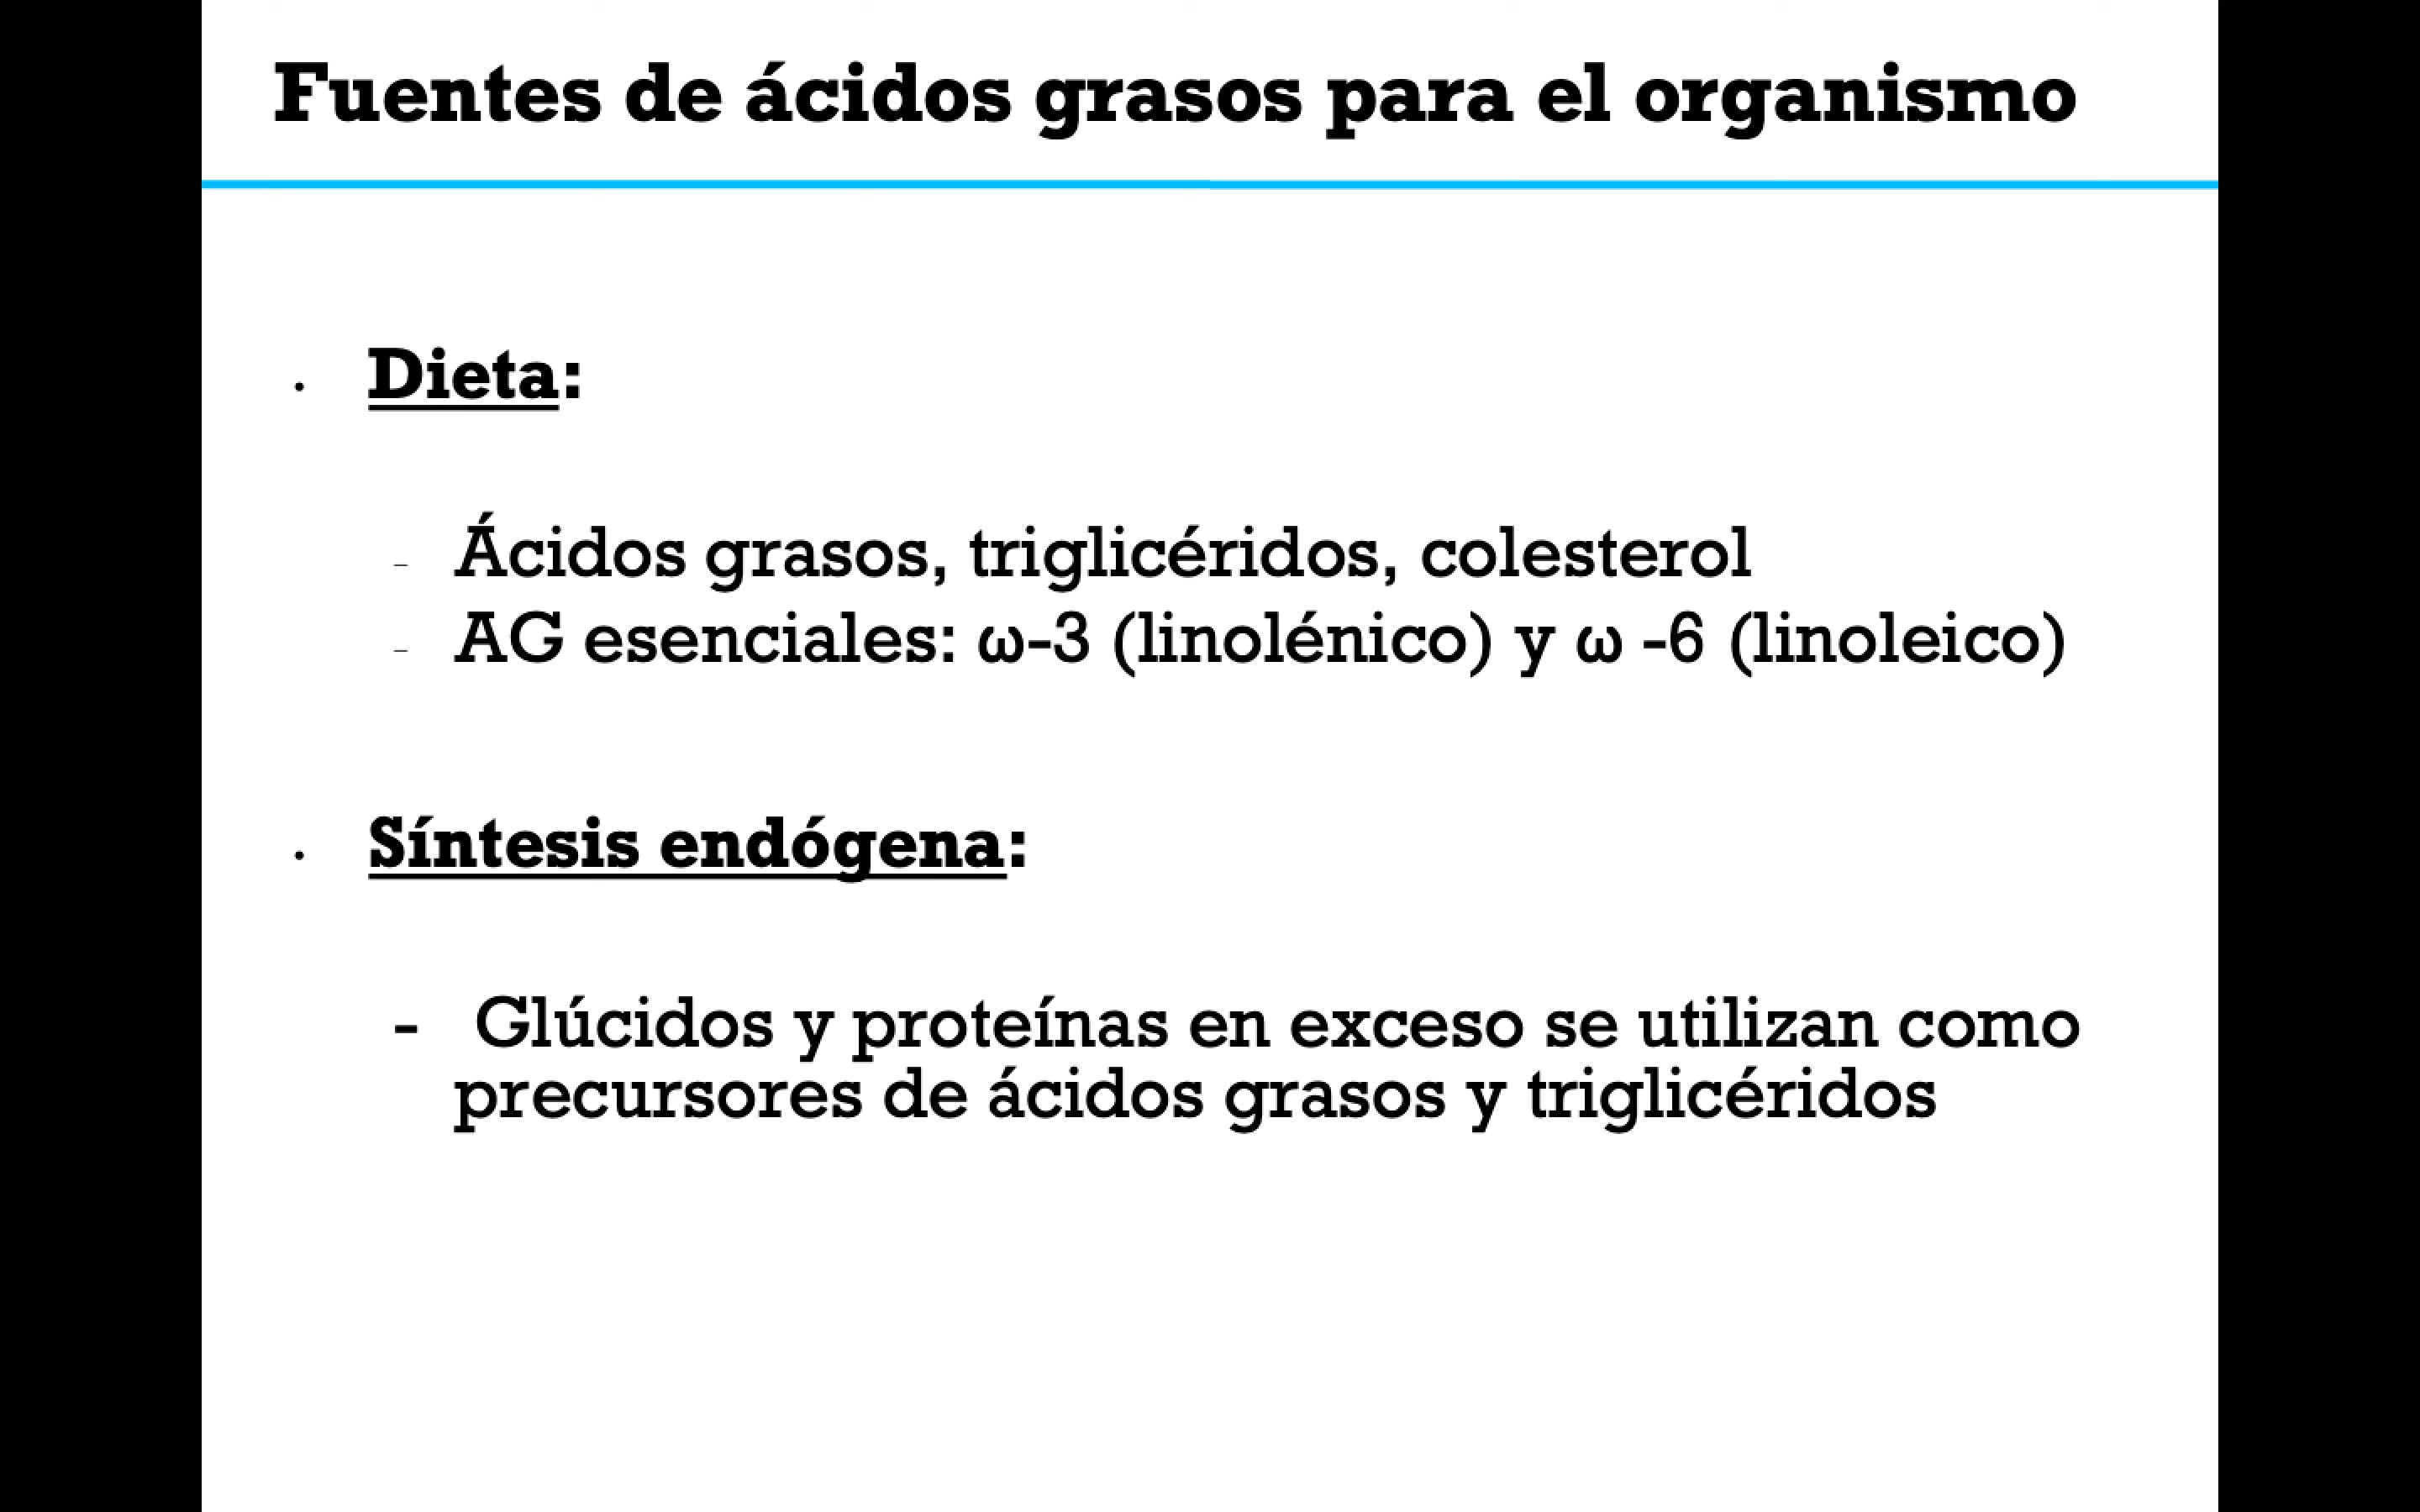 Fuentes de ácidos grasos para el organismo
• Dieta:
- Ácidos grasos, triglicéridos, colesterol
- AG esenciales: ω-3 (linolénico) y ω -6 (linoleico)
• Síntesis endógena:
- Glúcidos y proteínas en exceso se utilizan como
precursores de ácidos grasos y triglicéridos